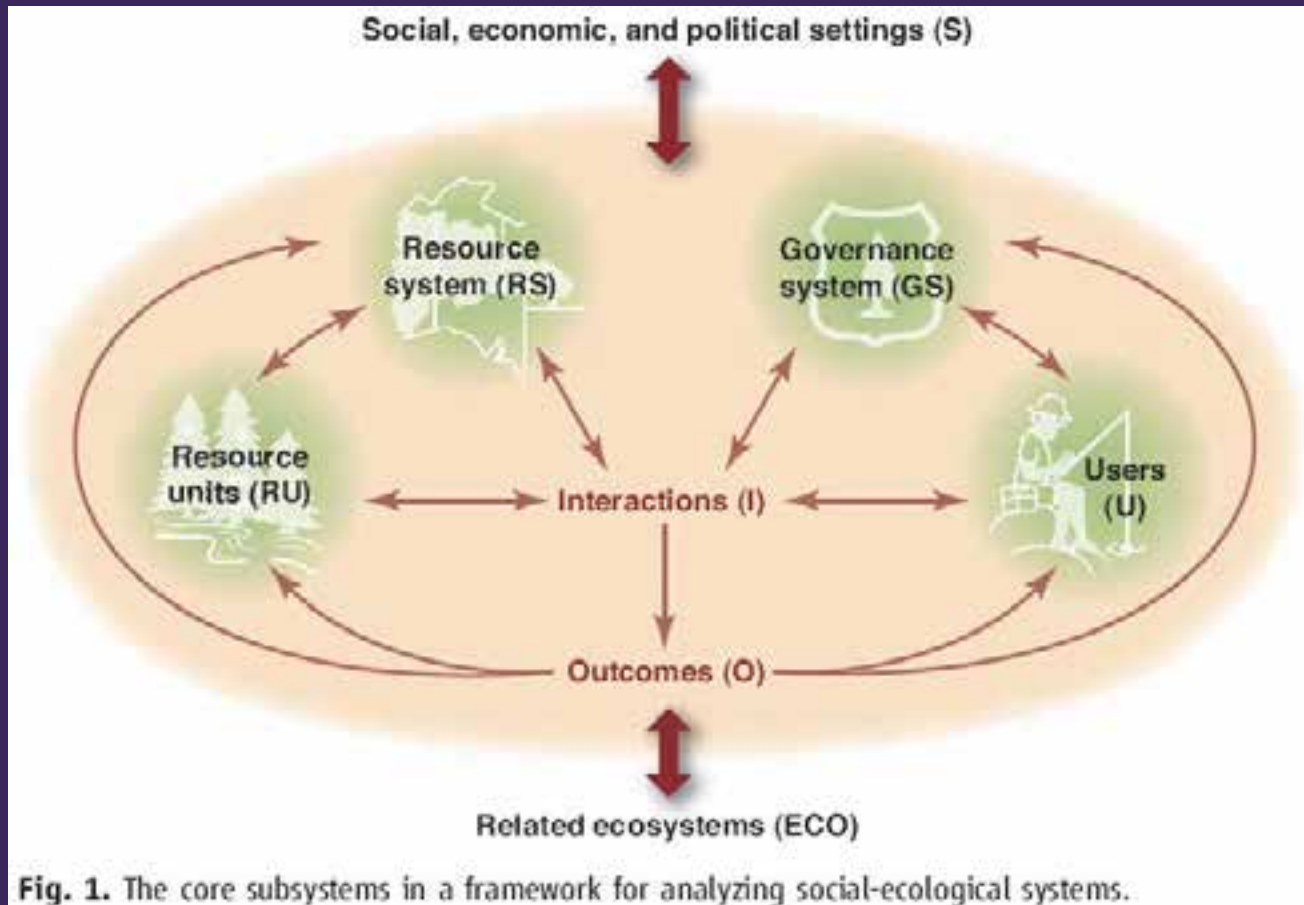 Social, economic, and political settings (S)
Resource
system (RS)
Governance
system (GS)
Resource
units (RU)
Interactions (I)
Users
(U)
Outcomes (O)
Related ecosystems (ECO)
Fig. 1. The core subsystems in a framework for analyzing social-ecological systems.